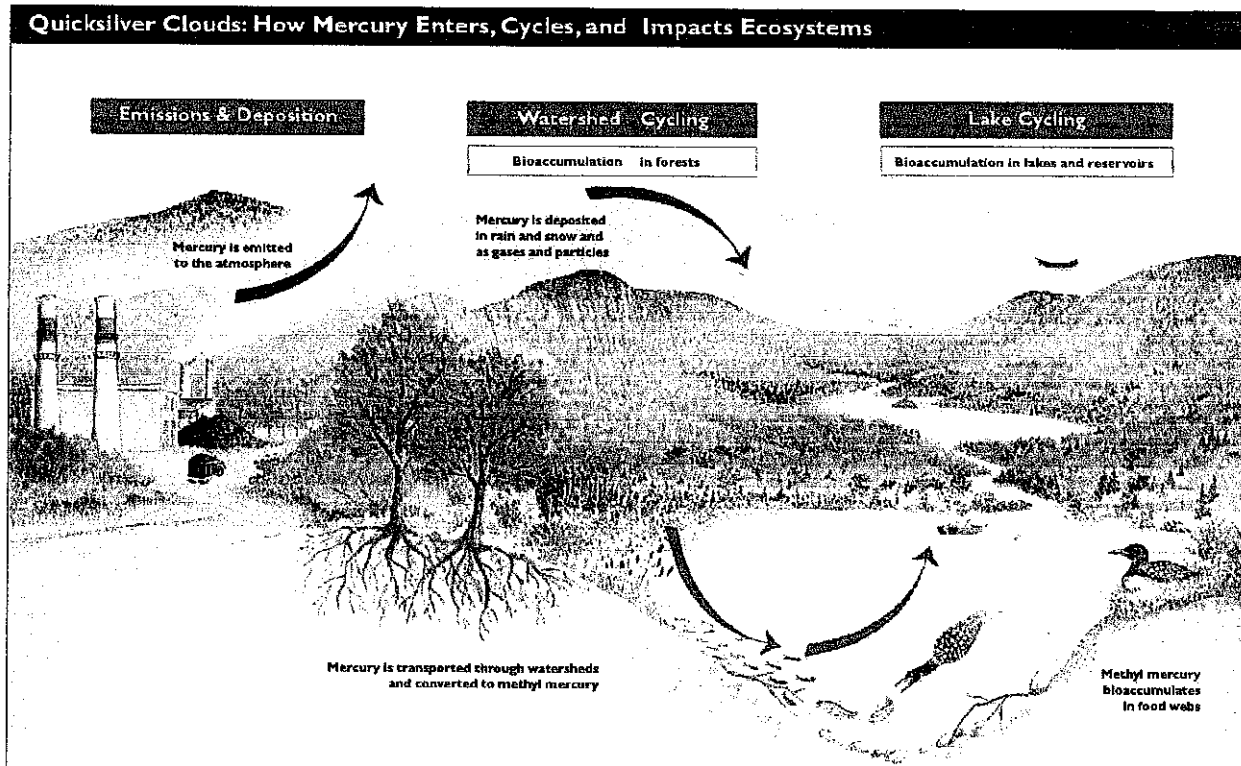 Quicksilver Clouds: How Mercury Enters, Cycles, and Impacts Ecosystems
Emissions & Deposition
Watershed Cycling
Lake Cycling
Bioaccumulation in forests
Bioaccumulation in lakes and reservoirs
Mercury is emitted
to the atmosphere
Mercury is deposited
in rain and snow and
as gases and particles
Mercury is transported through watersheds
and converted to methyl mercury
Methyl mercury
bioaccumulates
in food webs